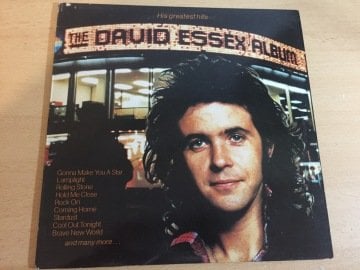 His greatest hits . . .
THE DAVID ESSEX ALBUM
Gonna Make You A Star
Lamplight
Rolling Stone
Hold Me Close
Rock On
Coming Home
Stardust
Cool Out Tonight
Brave New World
and many more . . .